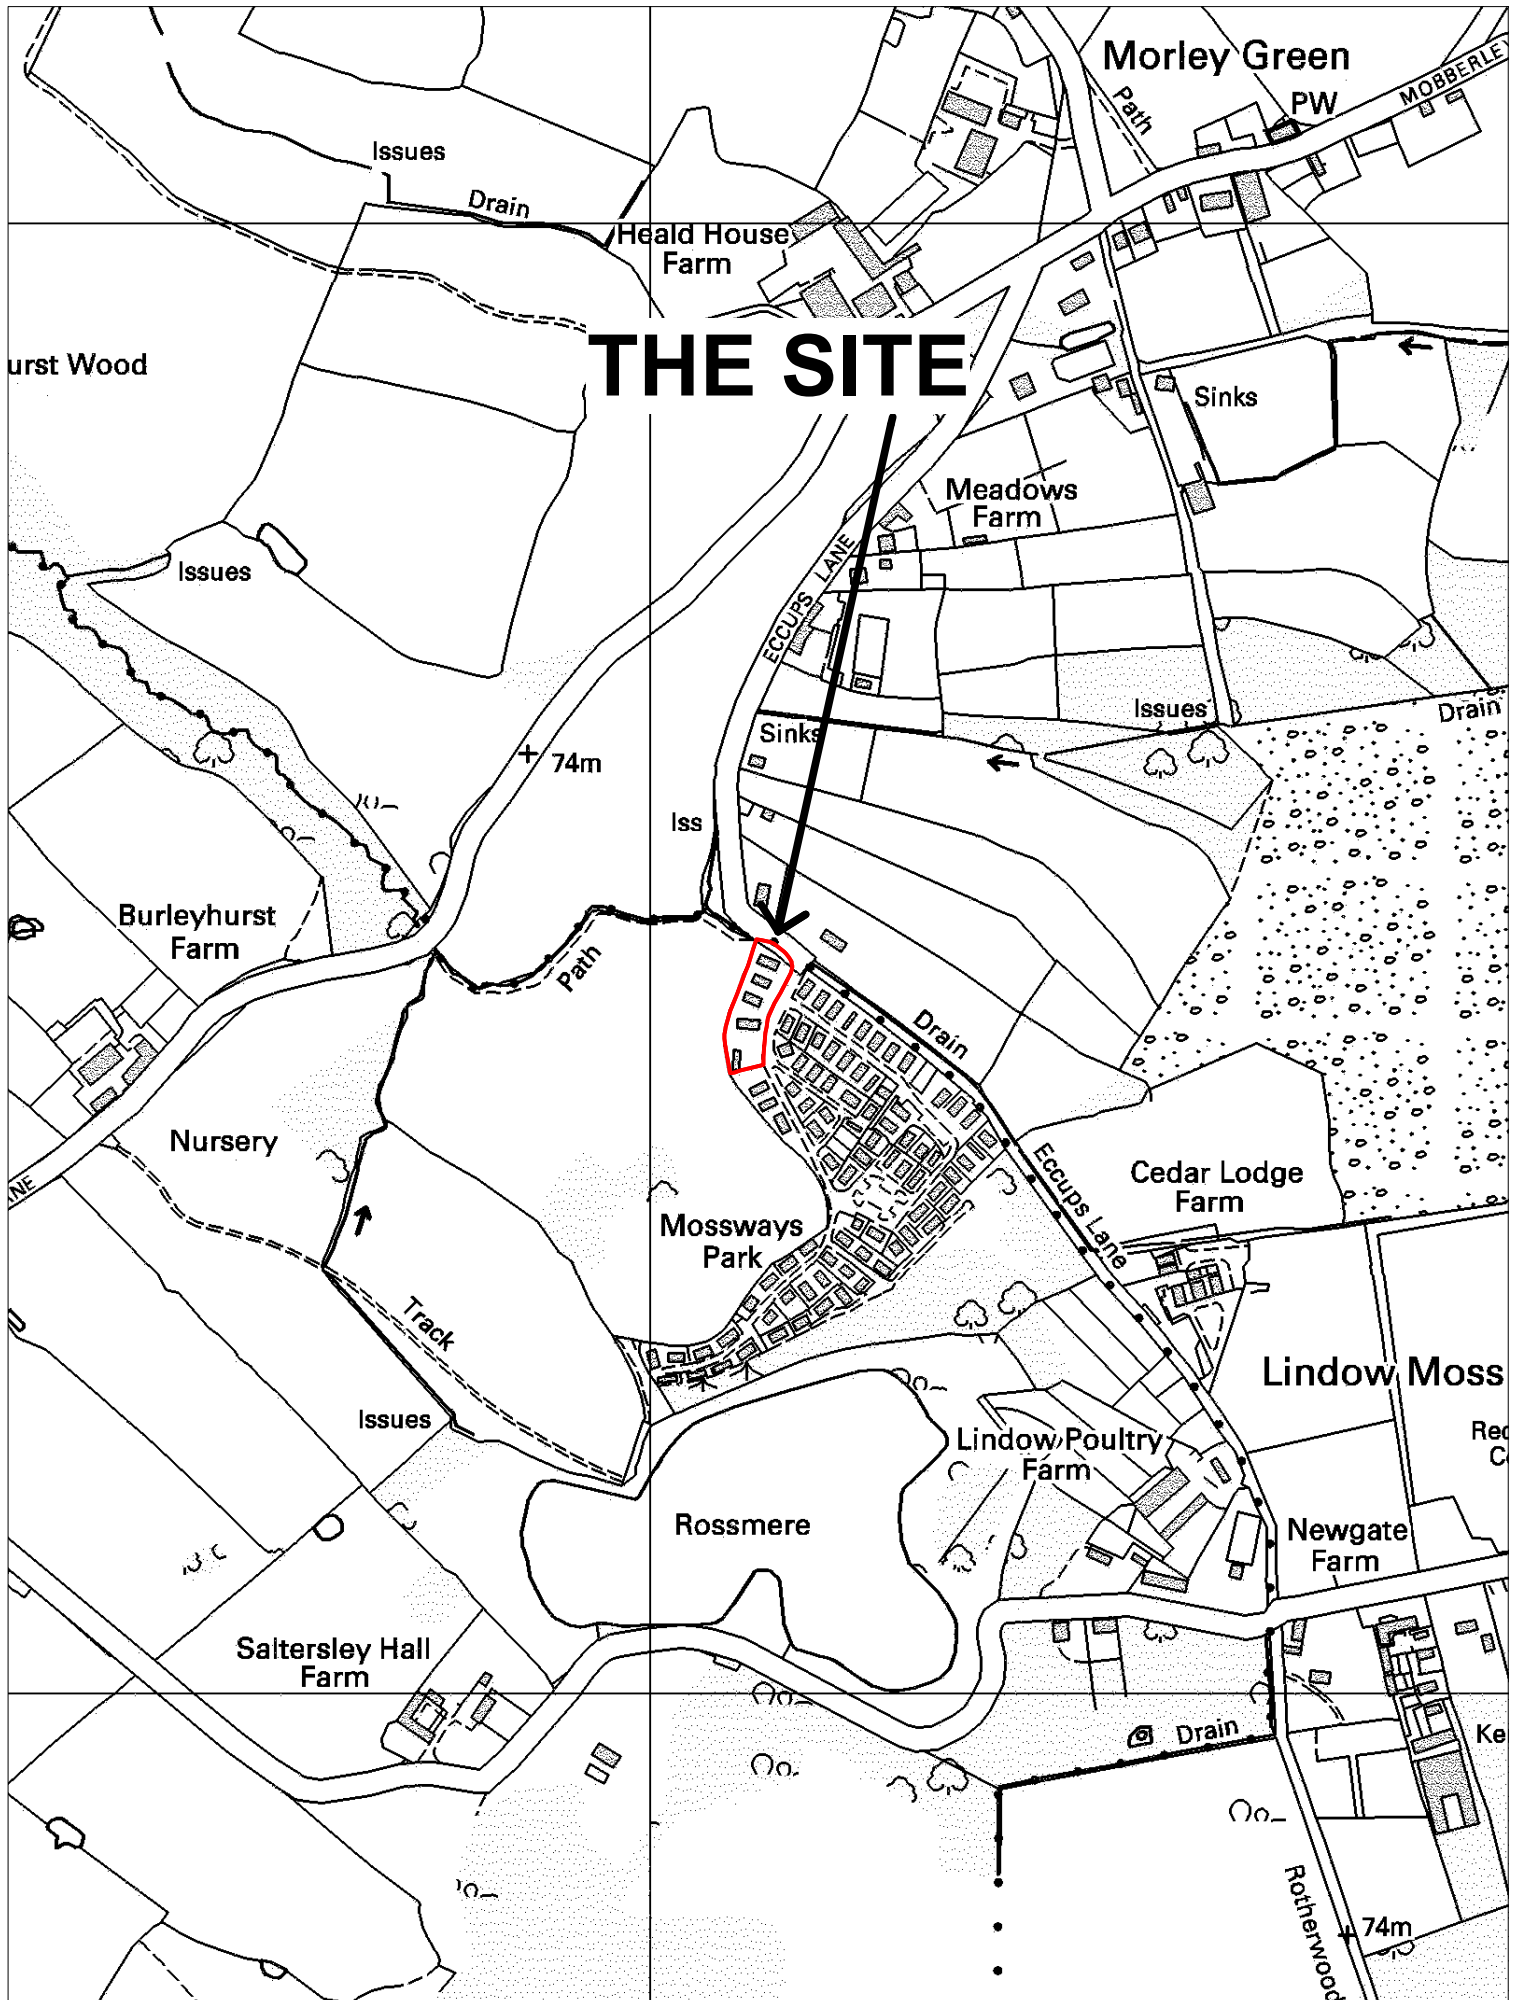 Morley Green
PW
MOBBERLEY
Path
Issues
Drain
Heald House
Farm
THE SITE
urst Wood
Sinks
Meadows
Farm
ECCUPS LANE
Issues
Issues
Drain
Sinks
74m
Iss
Burleyhurst
Farm
Path
Drain
Nursery
Eccups Lane
Cedar Lodge
Farm
Mossways
Park
Track
Lindow Moss
Issues
Lindow Poultry
Farm
Rossmere
Newgate
Farm
Saltersley Hall
Farm
Drain
Ke
Rotherwood
74m